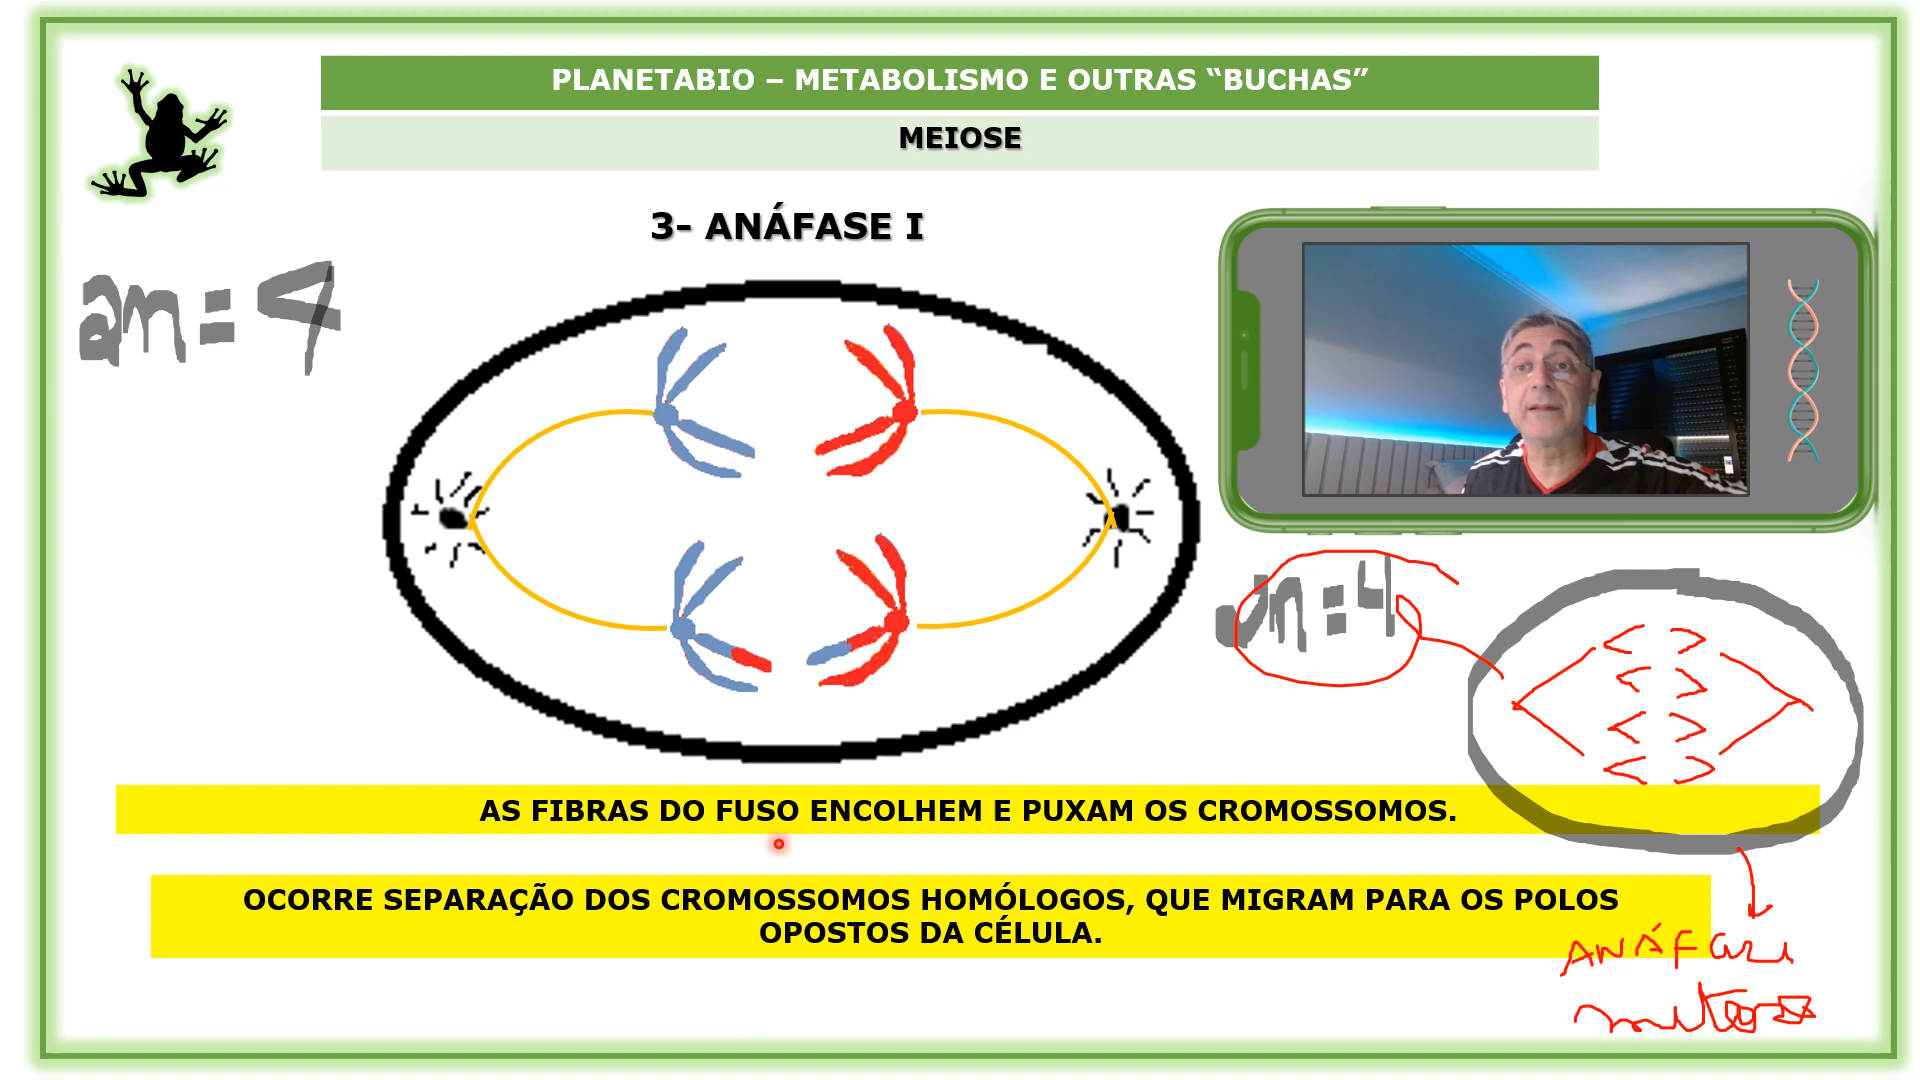 PLANETABIO – METABOLISMO E OUTRAS “BUCHAS”
MEIOSE
3- ANÁFASE I
2n=4
2n=4
AS FIBRAS DO FUSO ENCOLHEM E PUXAM OS CROMOSSOMOS.
OCORRE SEPARAÇÃO DOS CROMOSSOMOS HOMÓLOGOS, QUE MIGRAM PARA OS POLOS
OPOSTOS DA CÉLULA.
ANÁFASE